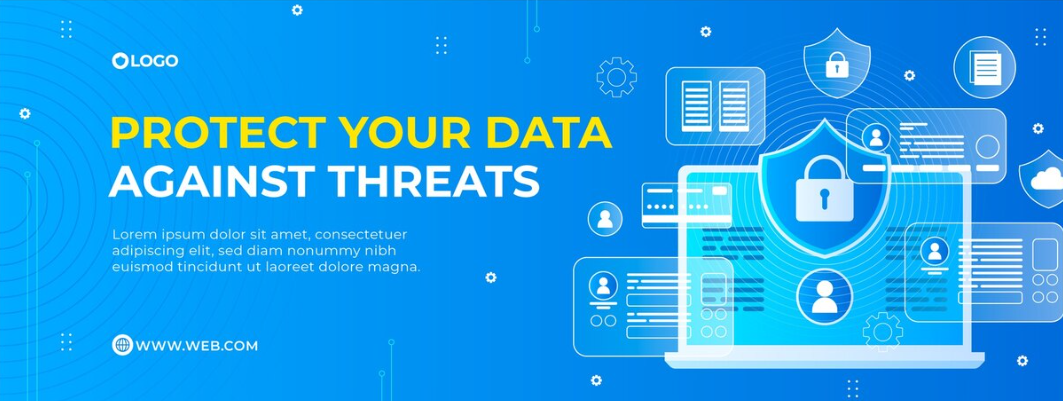 LOGO
PROTECT YOUR DATA
AGAINST THREATS
Lorem ipsum dolor sit amet, consectetuer
adipiscing elit, sed diam nonummy nibh
euismod tincidunt ut laoreet dolore magna.
WWW.WEB.COM